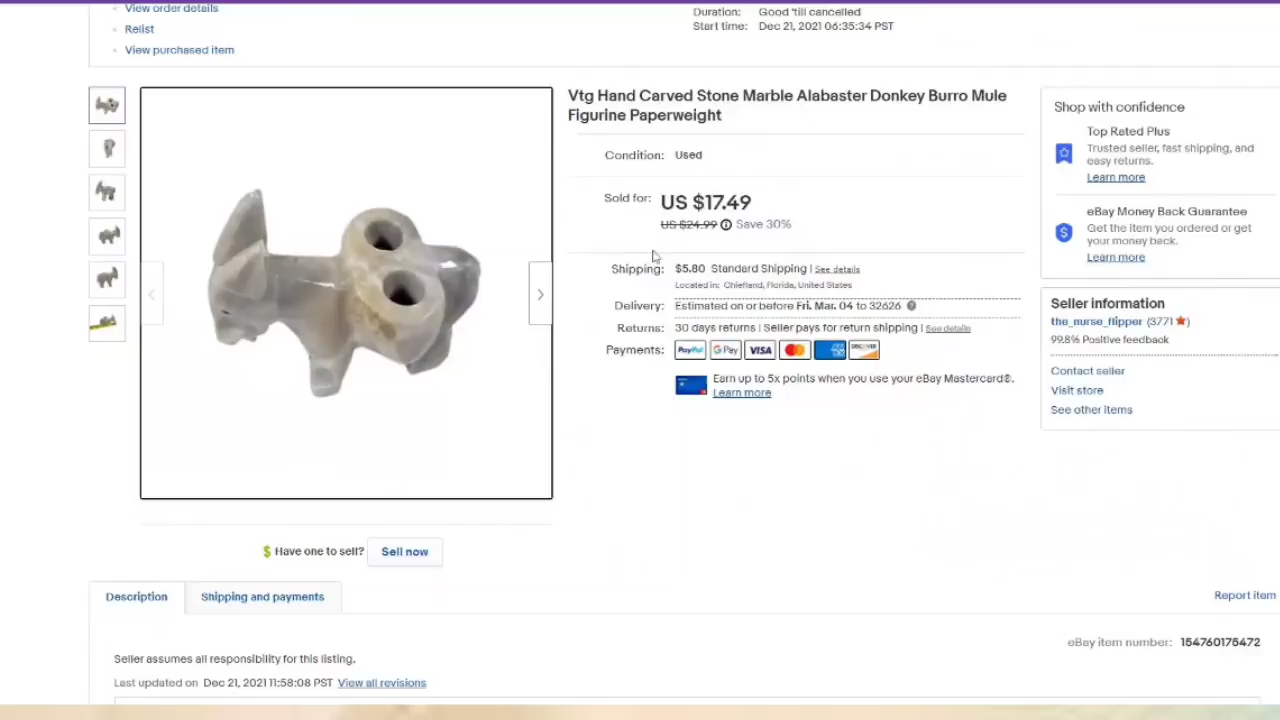 View order details
Relist
View purchased item
Duration: Good 'till cancelled
Start time: Dec 21, 2021 06:35:34 PST
Vtg Hand Carved Stone Marble Alabaster Donkey Burro Mule
Figurine Paperweight
Condition: Used
Sold for: US $17.49
US $24.99 Save 30%
Shipping: $5.80 Standard Shipping | See details
Located in: Chiefland, Florida, United States
Delivery: Estimated on or before Fri. Mar. 04 to 32626
Returns: 30 days returns | Seller pays for return shipping | See details
Payments: PayPal G Pay VISA DISCOVER
Earn up to 5x points when you use your eBay Mastercard®.
Learn more
Shop with confidence
Top Rated Plus
Trusted seller, fast shipping, and
easy returns.
Learn more
eBay Money Back Guarantee
Get the item you ordered or get
your money back.
Learn more
Seller information
the_nurse_flipper (3771)
99.8% Positive feedback
Contact seller
Visit store
See other items
Have one to sell? Sell now
Description
Shipping and payments
Report item
eBay item number: 154760175472
Seller assumes all responsibility for this listing.
Last updated on Dec 21, 2021 11:58:08 PST View all revisions